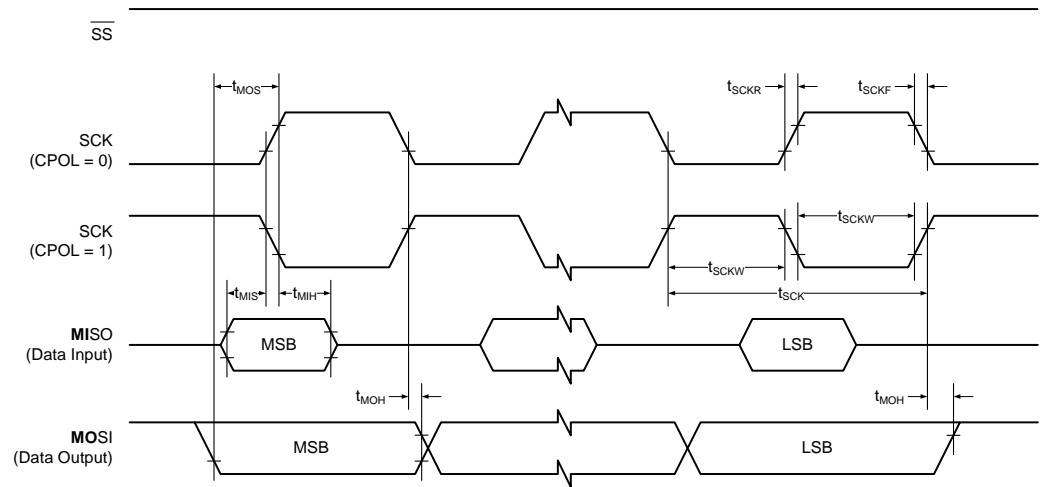 SS
tMOS
tSCKR
tSCKF
SCK
(CPOL = 0)
SCK
(CPOL = 1)
tSCKW
tSCKW
tSCK
tMIS
tMIH
MISO
(Data Input)
MSB
LSB
tMOH
tMOH
MOSI
(Data Output)
MSB
LSB